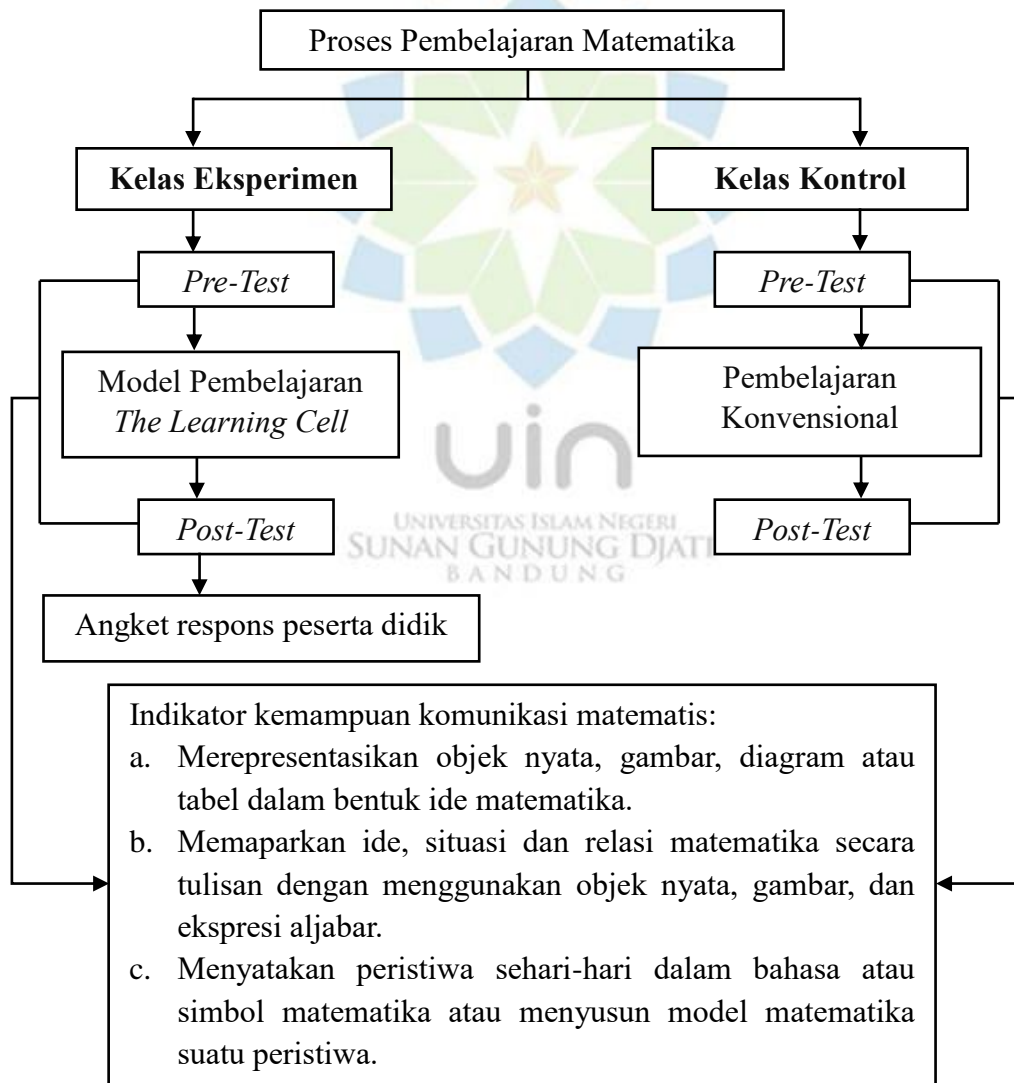 Proses Pembelajaran Matematika
Kelas Eksperimen
Kelas Kontrol
Pre-Test
Pre-Test
Model Pembelajaran
The Learning Cell
Pembelajaran
Konvensional
uin
UNIVERSITAS ISLAM NEGERI
SUNAN GUNUNG DJATI
BANDUNG
Post-Test
Post-Test
Angket respons peserta didik
Indikator kemampuan komunikasi matematis:
a. Merepresentasikan objek nyata, gambar, diagram atau
tabel dalam bentuk ide matematika.
b. Memaparkan ide, situasi dan relasi matematika secara
tulisan dengan menggunakan objek nyata, gambar, dan
ekspresi aljabar.
c. Menyatakan peristiwa sehari-hari dalam bahasa atau
simbol matematika atau menyusun model matematika
suatu peristiwa.